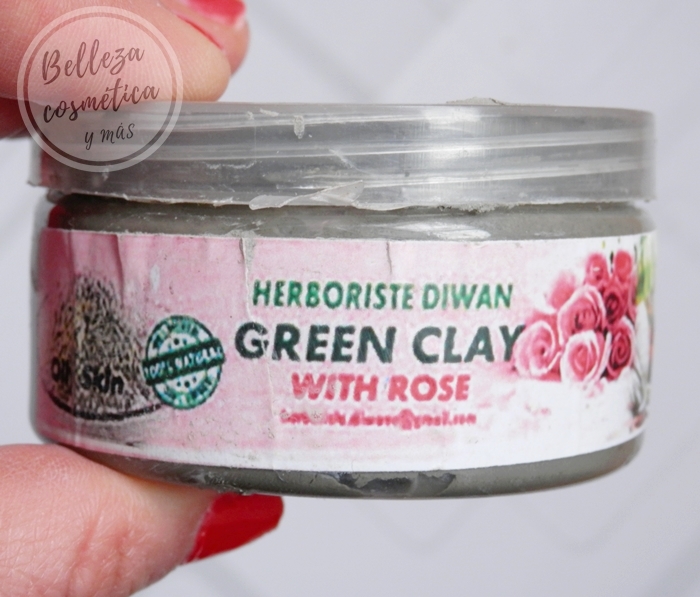 Belleza
cosmética
y más
HERBORISTE DIWAN
GREEN CLAY
WITH ROSE
Oil Skin
100% NATURAL